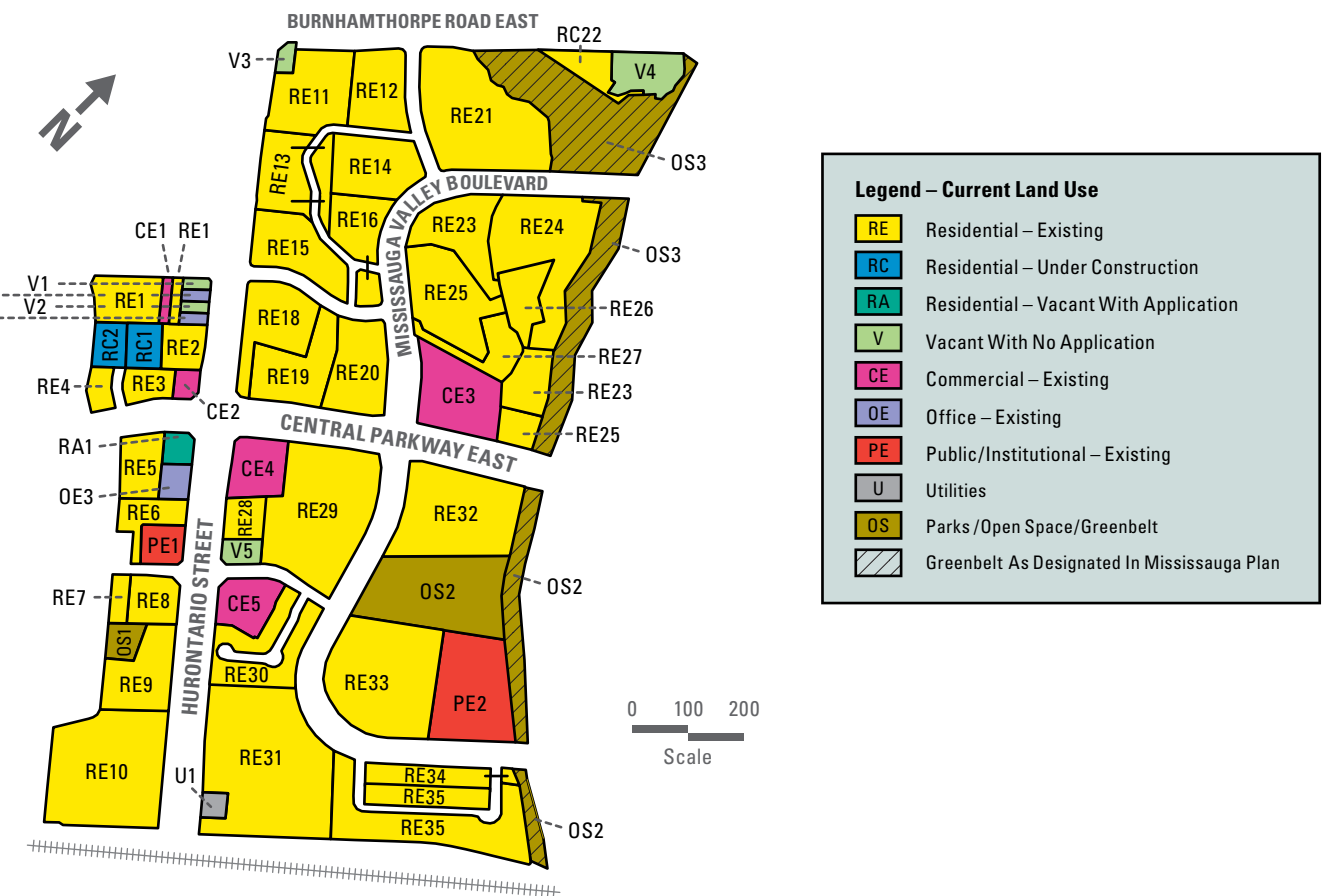 BURNHAMTHORPE ROAD EAST
RC22
V3
V4
N
RE11
RE12
RE21
OS3
RE13
RE14
MISSISSAUGA VALLEY BOULEVARD
RE16
RE23
RE24
RE15
OS3
CE1 RE1
V1
RE1
V2
RE25
RE26
RE18
RC2
RC1
RE2
RE27
RE19
RE20
RE4
RE3
CE3
RE23
CE2
RE25
CENTRAL PARKWAY EAST
RA1
RE5
CE4
OE3
RE6
RE28
RE29
RE32
PE1
V5
HURONTARIO STREET
OS2
OS2
RE7
RE8
CE5
OS1
RE30
RE9
RE33
PE2
0 100 200
Scale
RE10
RE31
U1
RE34
RE35
RE35
OS2
Legend – Current Land Use
RE Residential – Existing
RC Residential – Under Construction
RA Residential – Vacant With Application
V Vacant With No Application
CE Commercial – Existing
OE Office – Existing
PE Public/Institutional – Existing
U Utilities
OS Parks/Open Space/Greenbelt
Greenbelt As Designated In Mississauga Plan